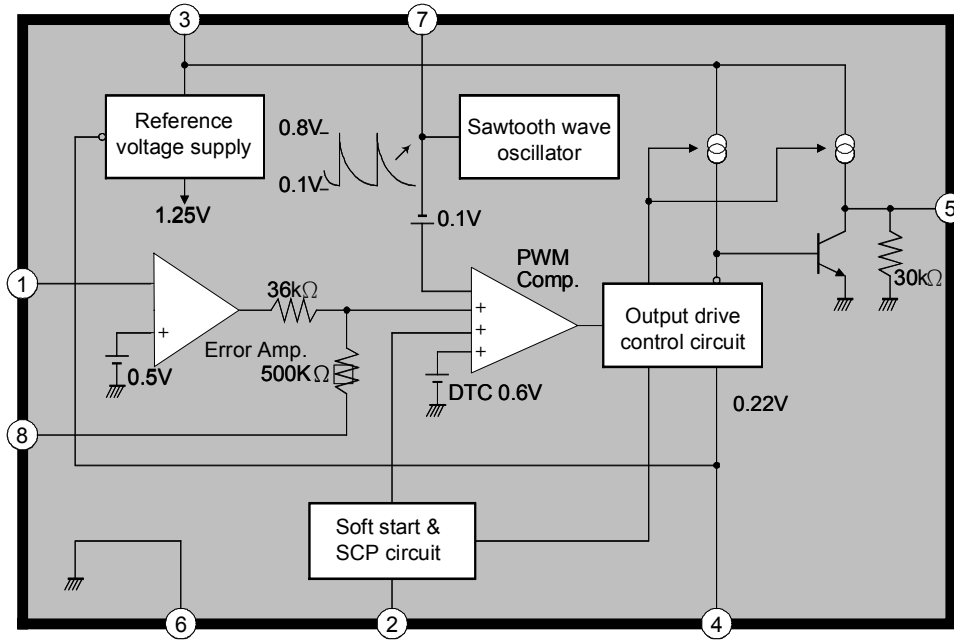 3
7
Reference
voltage supply
0.8V
0.1V
Sawtooth wave
oscillator
1.25V
0.1V
5
1
PWM
Comp.
36kΩ
+
+
+
+
30kΩ
Output drive
control circuit
Error Amp.
0.5V
500KΩ
DTC 0.6V
0.22V
8
Soft start &
SCP circuit
6
2
4